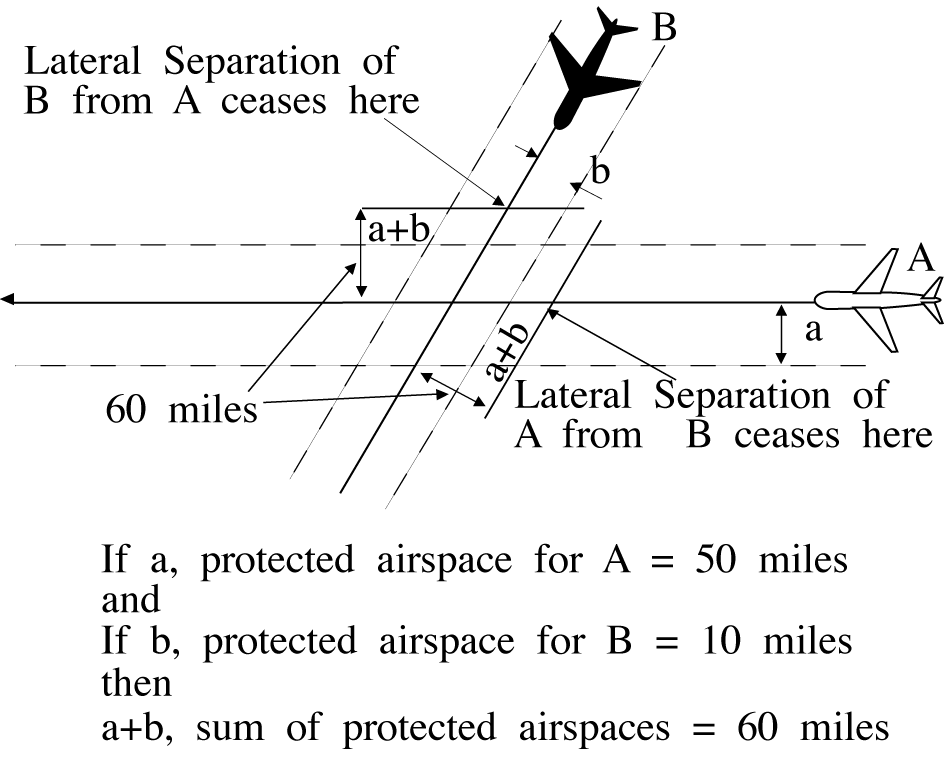 Lateral Separation of
B from A ceases here
B
b
a+b
A
a
a+b
60 miles
Lateral Separation of
A from B ceases here
If a, protected airspace for A = 50 miles
and
If b, protected airspace for B = 10 miles
then
a+b, sum of protected airspaces = 60 miles